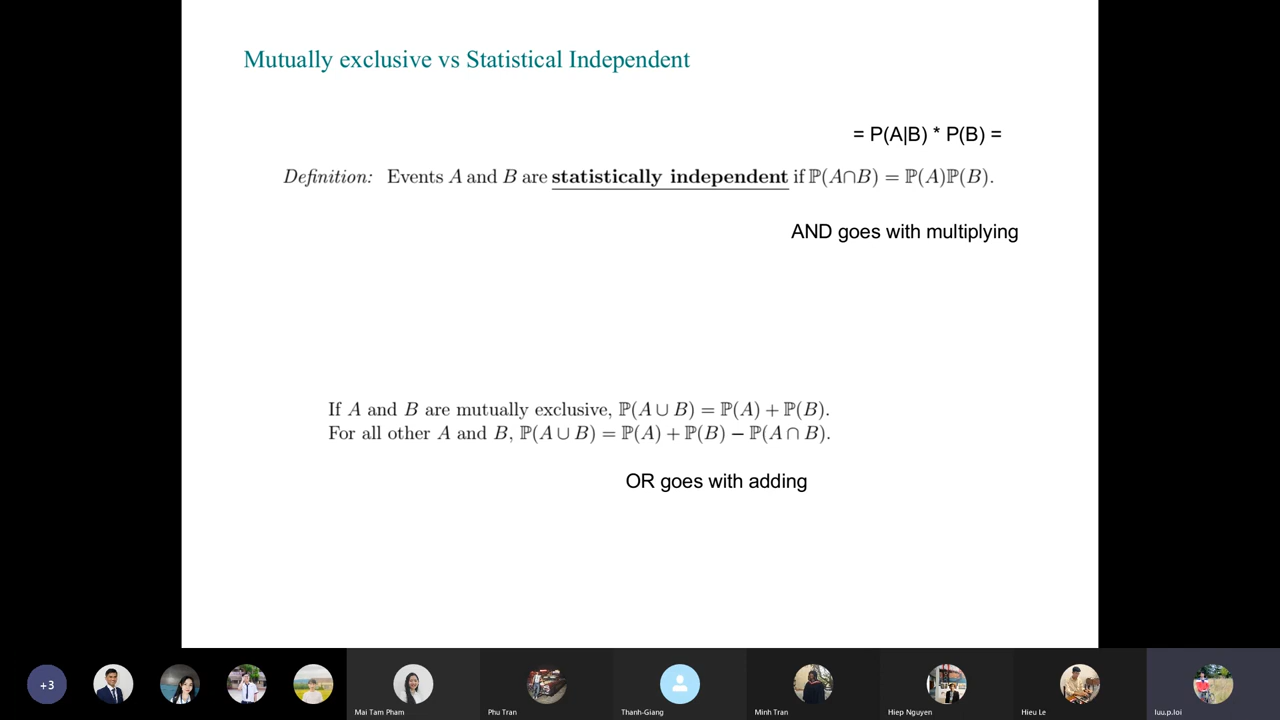 Mutually exclusive vs Statistical Independent
= P(A|B) * P(B) =
Definition: Events A and B are statistically independent if ℙ(A∩B) = ℙ(A)ℙ(B).
AND goes with multiplying
If A and B are mutually exclusive, ℙ(A ∪ B) = ℙ(A) + ℙ(B).
For all other A and B, ℙ(A ∪ B) = ℙ(A) + ℙ(B) − ℙ(A ∩ B).
OR goes with adding
+3
Mai Tam Pham
Phu Tran
Thanh-Giang
Minh Tran
Hiep Nguyen
Hieu Le
luu.p.loi